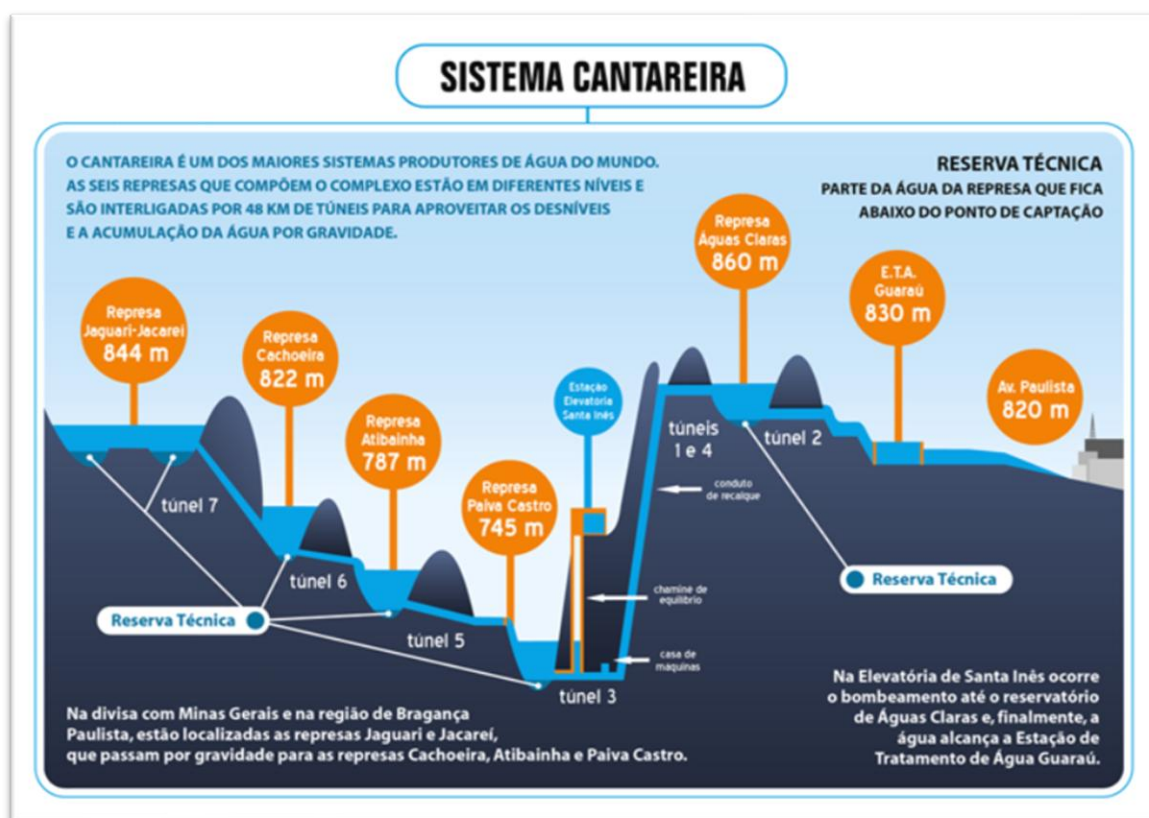 SISTEMA CANTAREIRA
O CANTAREIRA É UM DOS MAIORES SISTEMAS PRODUTORES DE ÁGUA DO MUNDO.
AS SEIS REPRESAS QUE COMPÕEM O COMPLEXO ESTÃO EM DIFERENTES NÍVEIS E
SÃO INTERLIGADAS POR 48 KM DE TÚNEIS PARA APROVEITAR OS DESNÍVEIS
E A ACUMULAÇÃO DA ÁGUA POR GRAVIDADE.
RESERVA TÉCNICA
PARTE DA ÁGUA DA REPRESA QUE FICA
ABAIXO DO PONTO DE CAPTAÇÃO
Represa
Jaguari-Jacareí
844 m
Represa
Cachoeira
822 m
Represa
Atibainha
787 m
Represa
Paiva Castro
745 m
Estação
Elevatória
Santa Inês
Represa
Águas Claras
860 m
E.T.A.
Guaraú
830 m
Av. Paulista
820 m
túnel 7
túnel 6
túnel 5
túnel 3
túneis
1 e 4
túnel 2
conduto
de recalque
chaminé de
equilíbrio
casa de
máquinas
Reserva Técnica
Reserva Técnica
Na divisa com Minas Gerais e na região de Bragança
Paulista, estão localizadas as represas Jaguari e Jacareí,
que passam por gravidade para as represas Cachoeira, Atibainha e Paiva Castro.
Na Elevatória de Santa Inês ocorre
o bombeamento até o reservatório
de Águas Claras e, finalmente, a
água alcança a Estação de
Tratamento de Água Guaraú.